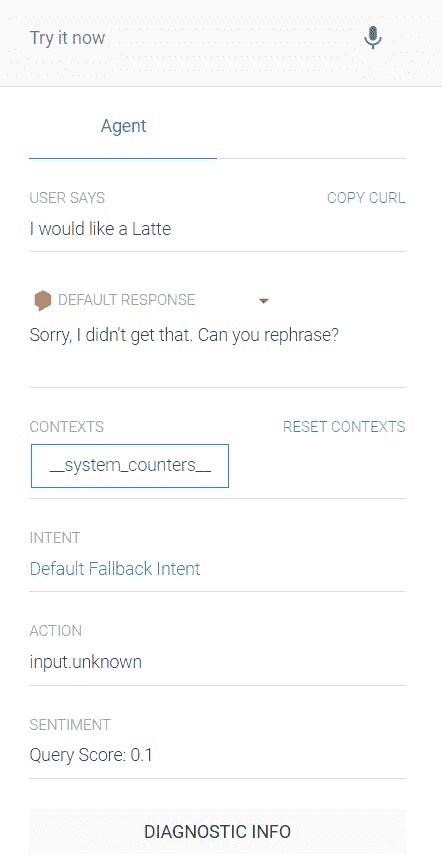 Try it now
Agent
USER SAYS COPY CURL
I would like a Latte
DEFAULT RESPONSE
Sorry, I didn't get that. Can you rephrase?
CONTEXTS RESET CONTEXTS
__system_counters__
INTENT
Default Fallback Intent
ACTION
input.unknown
SENTIMENT
Query Score: 0.1
DIAGNOSTIC INFO